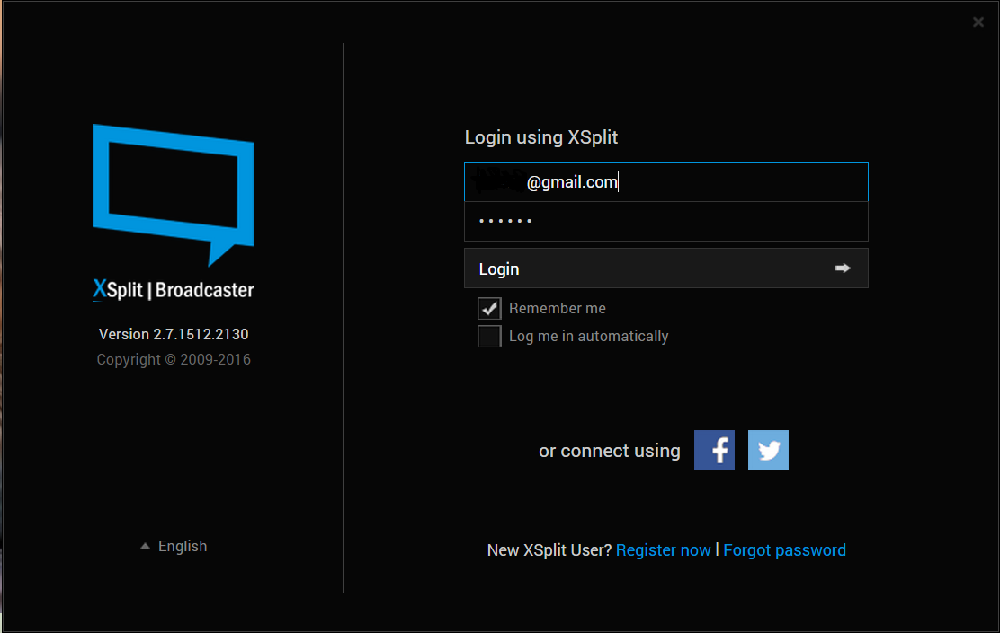 Login using XSplit
@gmail.com
••••••
Login
Remember me
Log me in automatically
XSplit | Broadcaster
Version 2.7.1512.2130
Copyright © 2009-2016
or connect using
English
New XSplit User? Register now | Forgot password